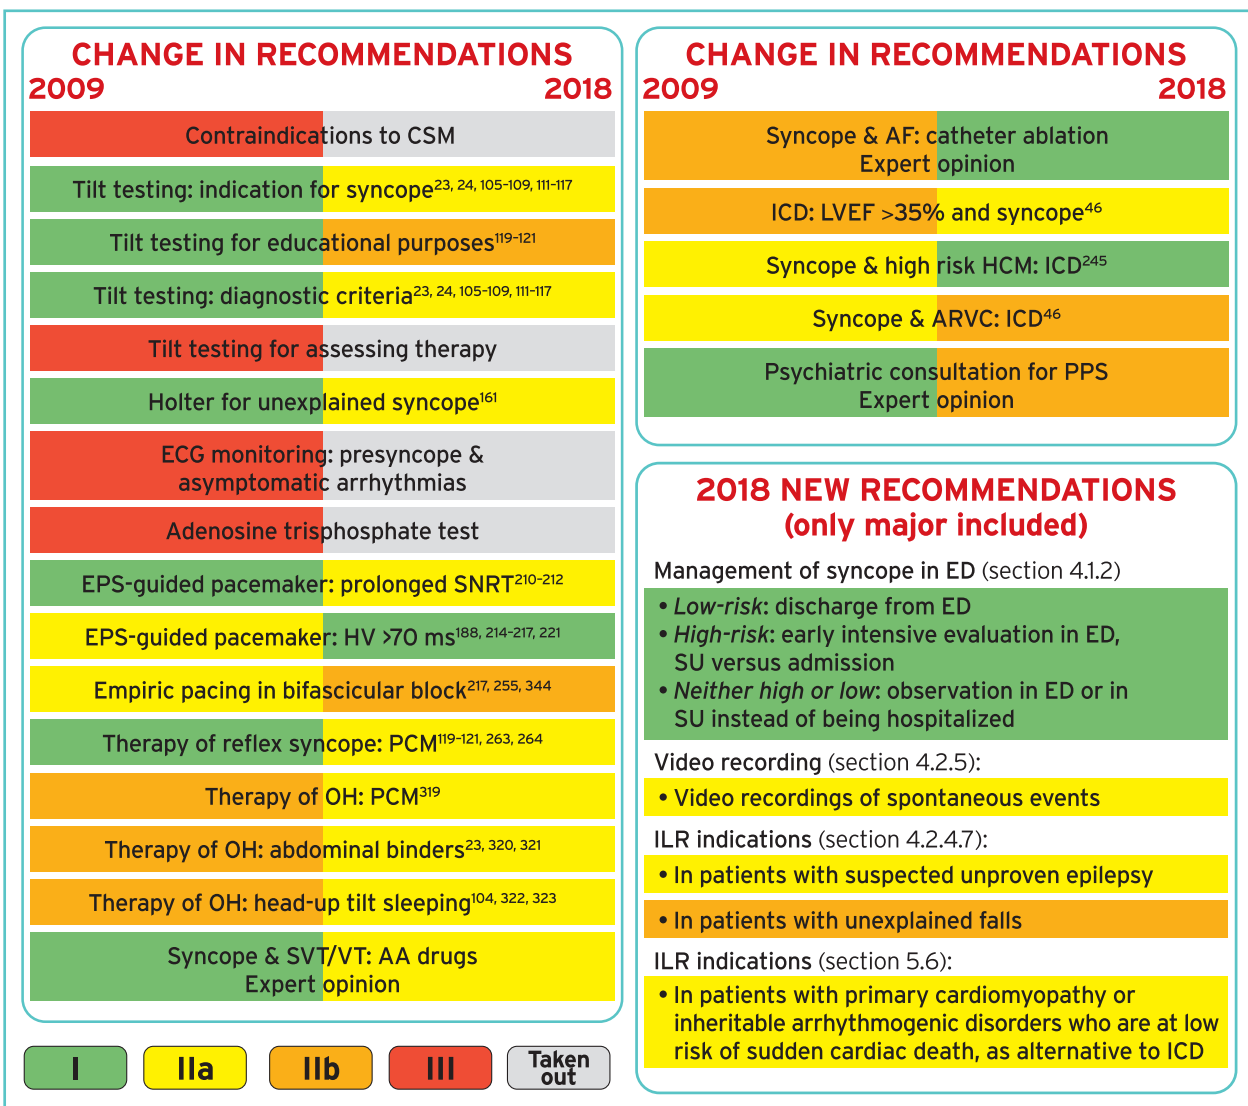 CHANGE IN RECOMMENDATIONS
2009 2018
Contraindications to CSM
Tilt testing: indication for syncope23, 24, 105–109, 111–117
Tilt testing for educational purposes119–121
Tilt testing: diagnostic criteria23, 24, 105–109, 111–117
Tilt testing for assessing therapy
Holter for unexplained syncope161
ECG monitoring: presyncope &
asymptomatic arrhythmias
Adenosine trisphosphate test
EPS-guided pacemaker: prolonged SNRT210–212
EPS-guided pacemaker: HV >70 ms188, 214–217, 221
Empiric pacing in bifascicular block217, 255, 344
Therapy of reflex syncope: PCM119–121, 263, 264
Therapy of OH: PCM319
Therapy of OH: abdominal binders23, 320, 321
Therapy of OH: head-up tilt sleeping104, 322, 323
Syncope & SVT/VT: AA drugs
Expert opinion
I IIa IIb III Taken
out
CHANGE IN RECOMMENDATIONS
2009 2018
Syncope & AF: catheter ablation
Expert opinion
ICD: LVEF >35% and syncope46
Syncope & high risk HCM: ICD245
Syncope & ARVC: ICD46
Psychiatric consultation for PPS
Expert opinion
2018 NEW RECOMMENDATIONS
(only major included)
Management of syncope in ED (section 4.1.2)
• Low-risk: discharge from ED
• High-risk: early intensive evaluation in ED,
SU versus admission
• Neither high or low: observation in ED or in
SU instead of being hospitalized
Video recording (section 4.2.5):
• Video recordings of spontaneous events
ILR indications (section 4.2.4.7):
• In patients with suspected unproven epilepsy
• In patients with unexplained falls
ILR indications (section 5.6):
• In patients with primary cardiomyopathy or
inheritable arrhythmogenic disorders who are at low
risk of sudden cardiac death, as alternative to ICD